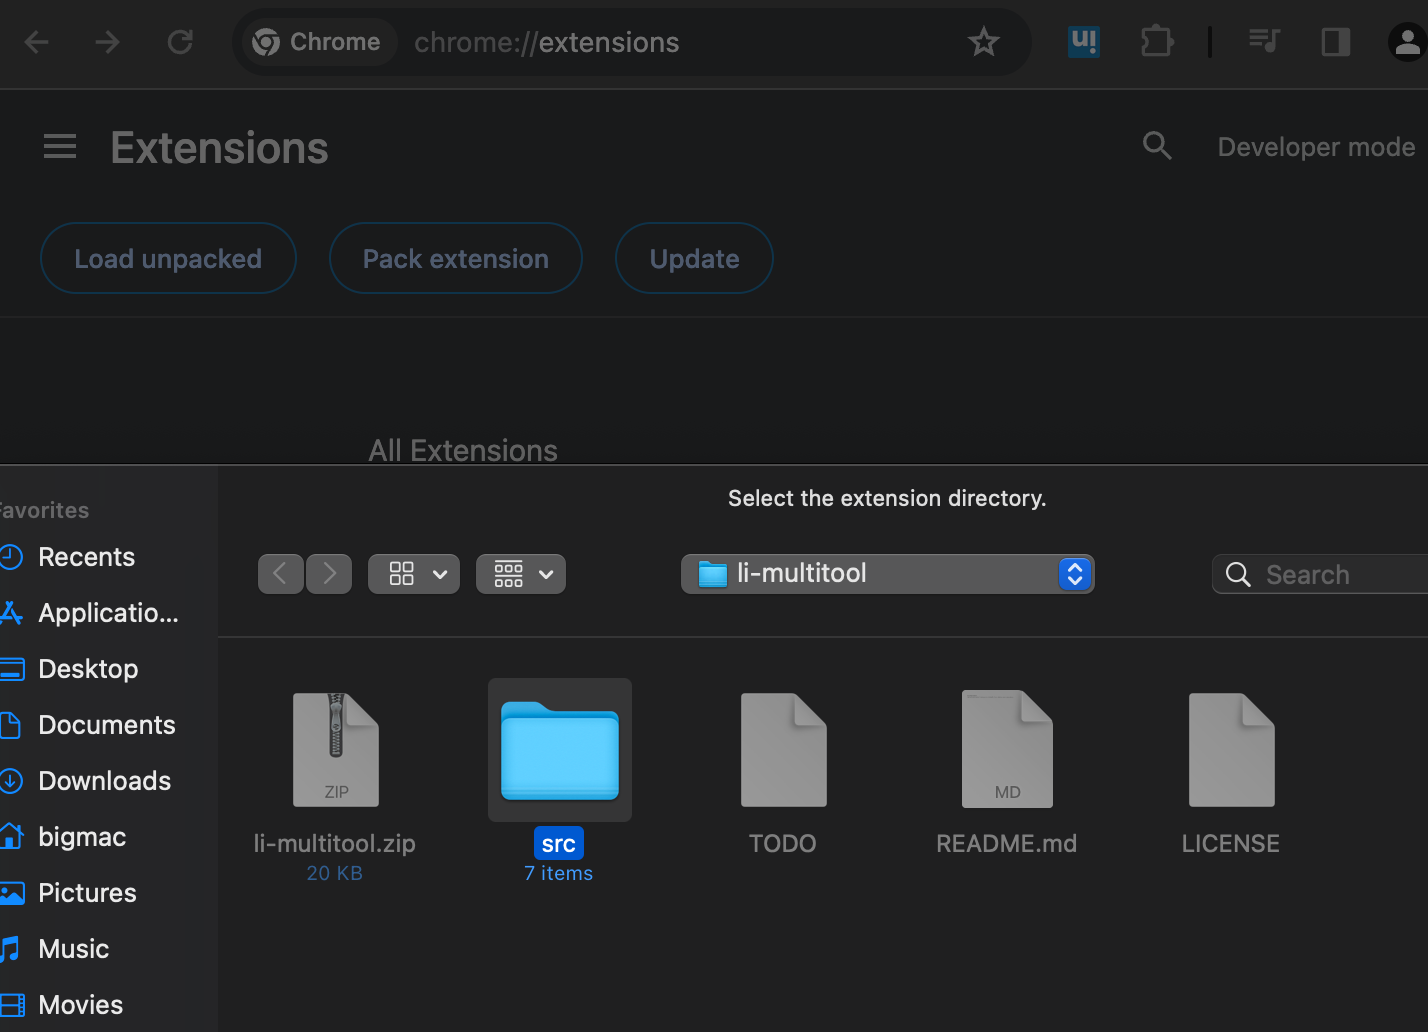 Chrome chrome://extensions
Extensions
Developer mode
Load unpacked Pack extension Update
All Extensions
Select the extension directory.
li-multitool
Search
avorites
Recents
Applicatio...
Desktop
Documents
Downloads
bigmac
Pictures
Music
Movies
ZIP
li-multitool.zip
20 KB
src
7 items
TODO
MD
README.md
LICENSE